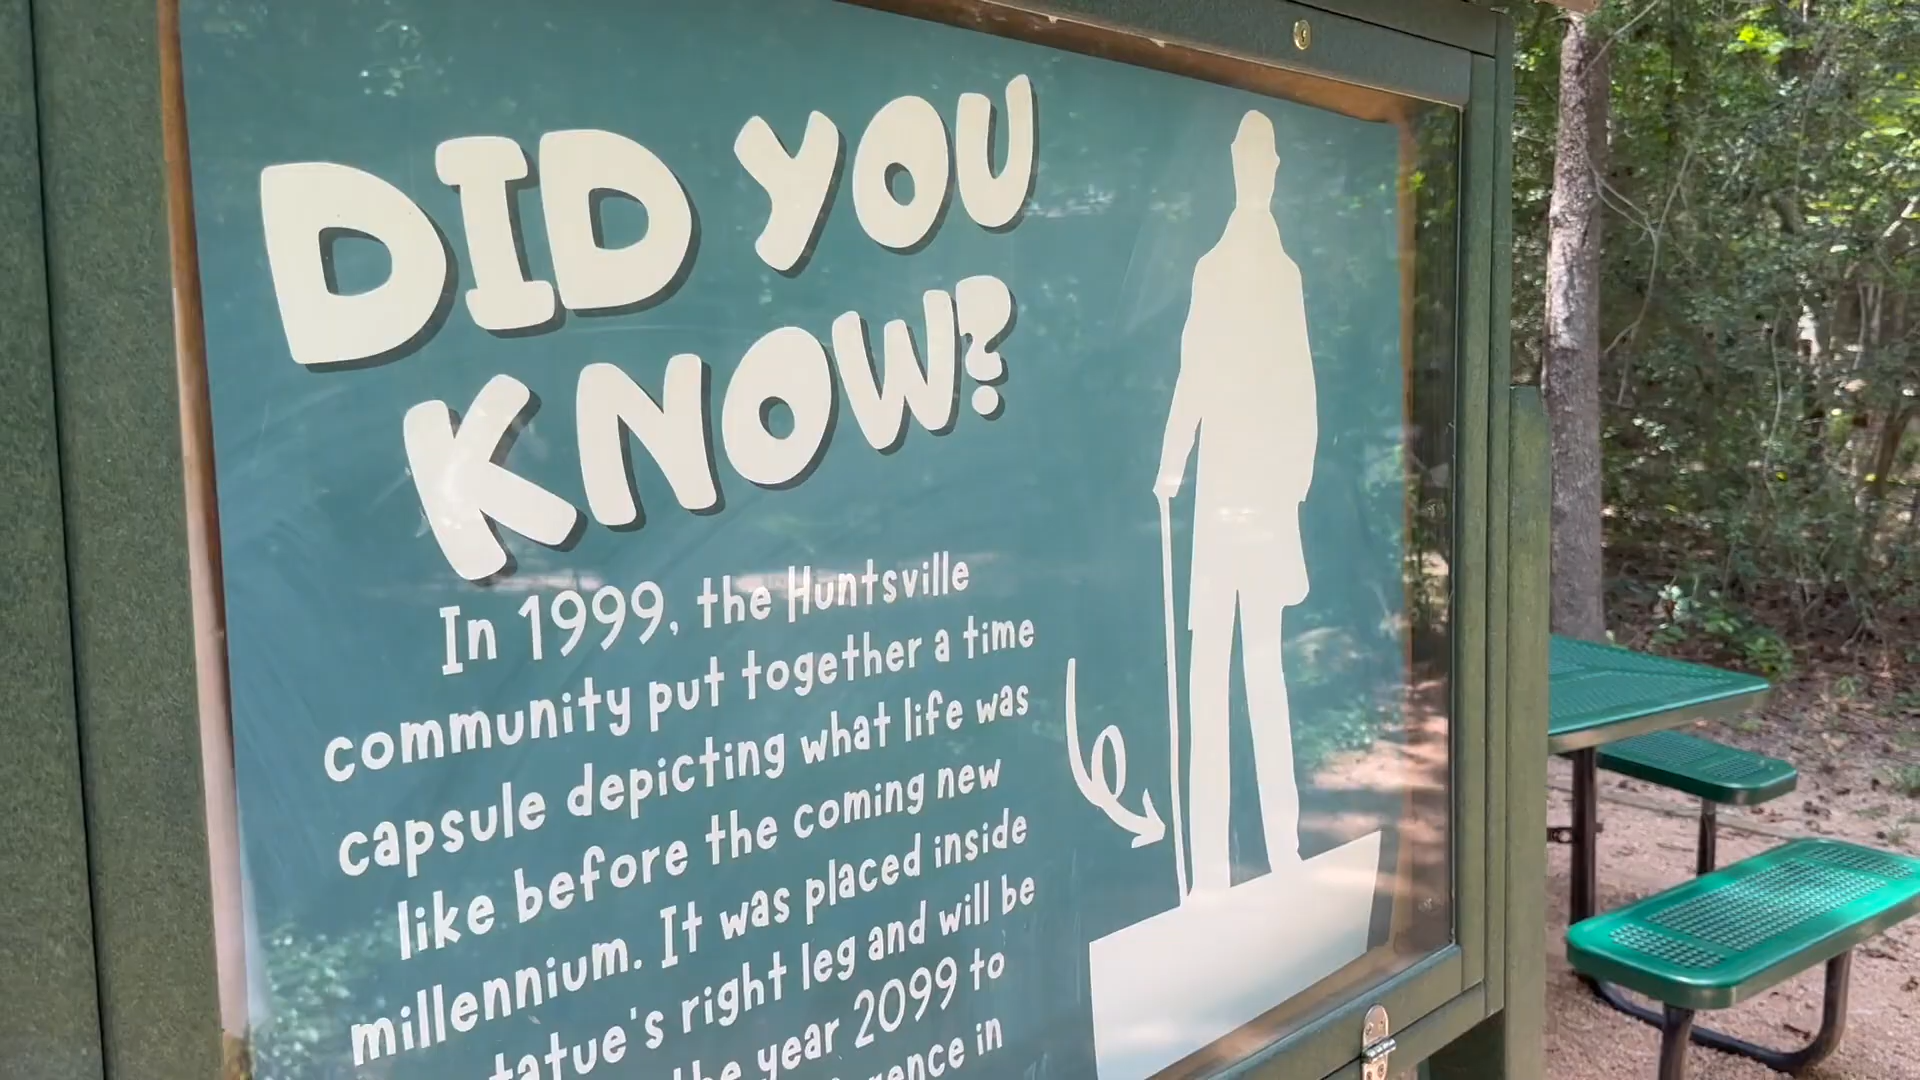 DID YOU
KNOW?
In 1999, the Huntsville
community put together a time
capsule depicting what life was
like before the coming new
millennium. It was placed inside
right leg and will be
year 2099 to
in